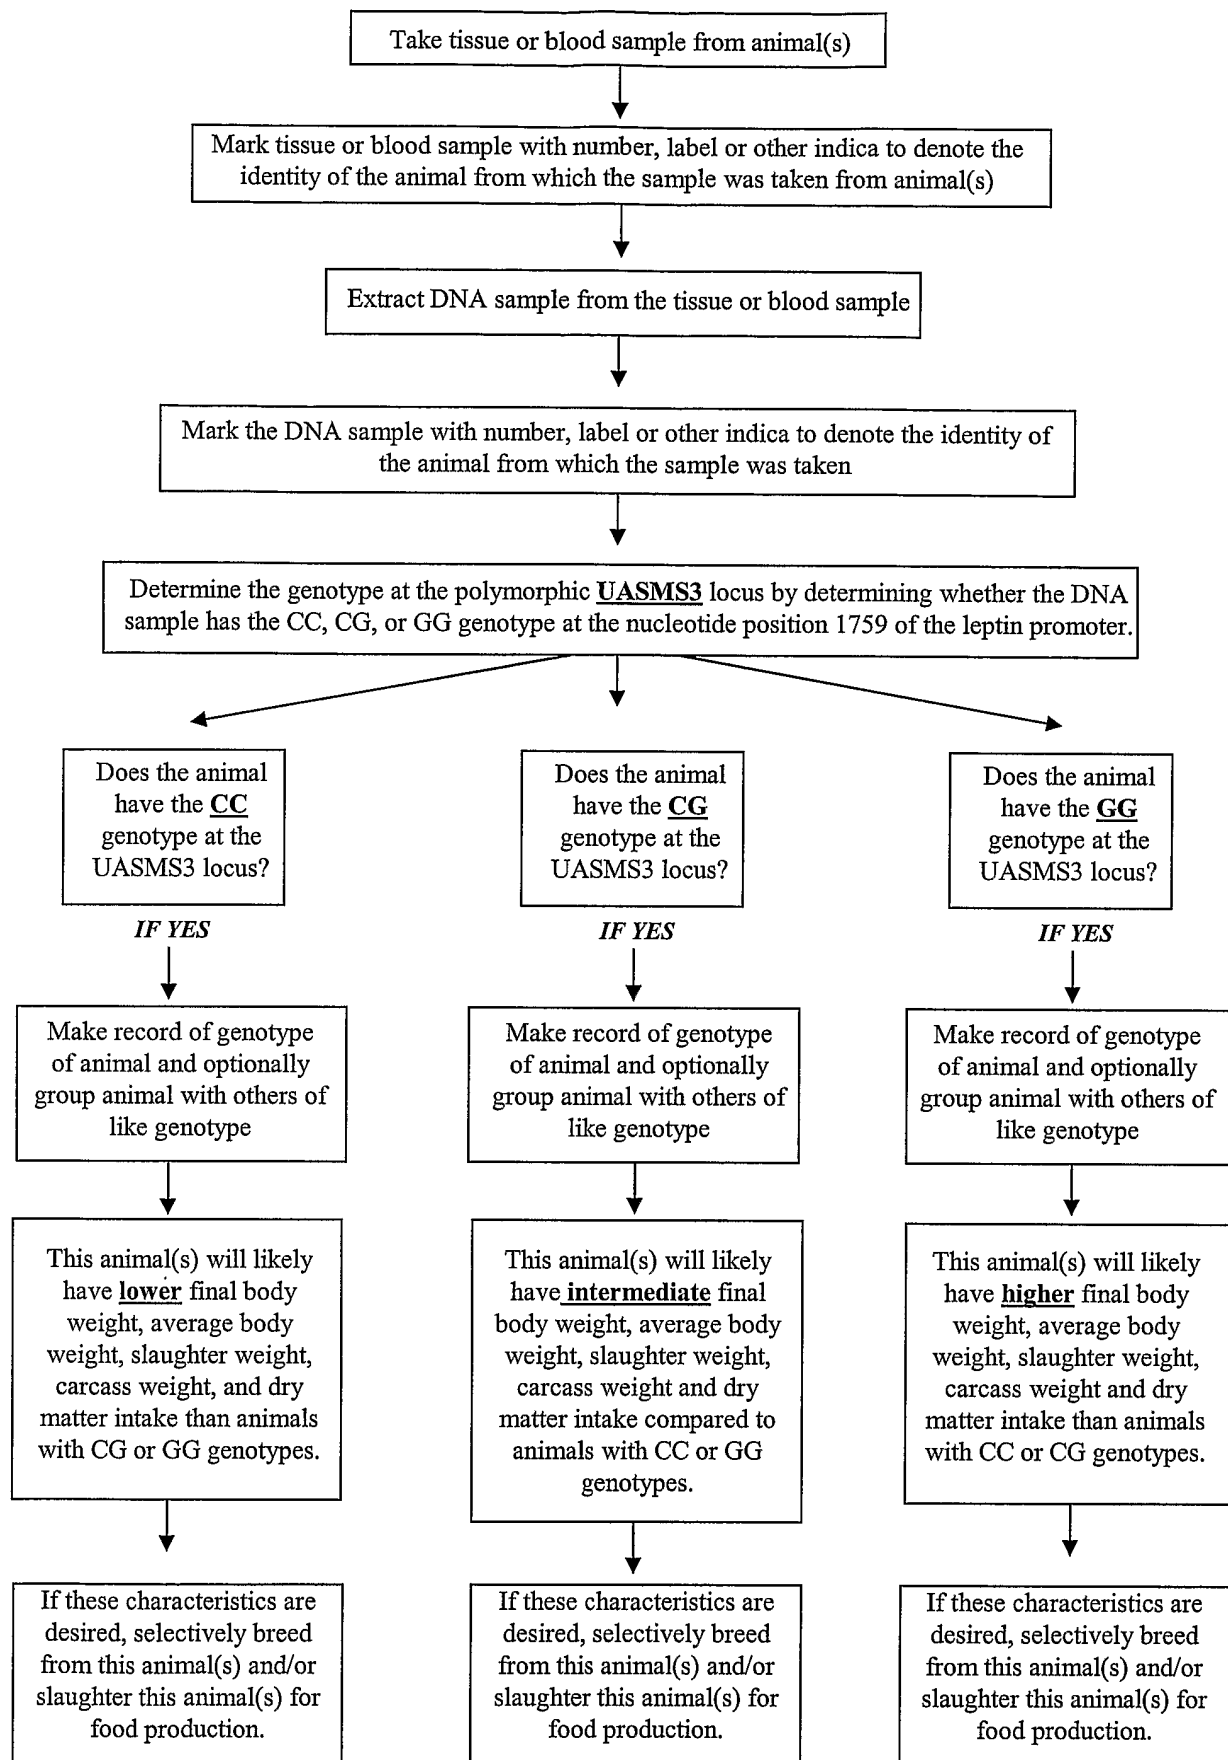 Take tissue or blood sample from animal(s)
Mark tissue or blood sample with number, label or other indica to denote the
identity of the animal from which the sample was taken from animal(s)
Extract DNA sample from the tissue or blood sample
Mark the DNA sample with number, label or other indica to denote the identity of
the animal from which the sample was taken
Determine the genotype at the polymorphic UASMS3 locus by determining whether the DNA
sample has the CC, CG, or GG genotype at the nucleotide position 1759 of the leptin promoter.
Does the animal
have the CC
genotype at the
UASMS3 locus?
IF YES
Make record of genotype
of animal and optionally
group animal with others of
like genotype
This animal(s) will likely
have lower final body
weight, average body
weight, slaughter weight,
carcass weight, and dry
matter intake than animals
with CG or GG genotypes.
If these characteristics are
desired, selectively breed
from this animal(s) and/or
slaughter this animal(s) for
food production.
Does the animal
have the CG
genotype at the
UASMS3 locus?
IF YES
Make record of genotype
of animal and optionally
group animal with others of
like genotype
This animal(s) will likely
have intermediate final
body weight, average body
weight, slaughter weight,
carcass weight and dry
matter intake compared to
animals with CC or GG
genotypes.
If these characteristics are
desired, selectively breed
from this animal(s) and/or
slaughter this animal(s) for
food production.
Does the animal
have the GG
genotype at the
UASMS3 locus?
IF YES
Make record of genotype
of animal and optionally
group animal with others of
like genotype
This animal(s) will likely
have higher final body
weight, average body
weight, slaughter weight,
carcass weight and dry
matter intake than animals
with CC or CG genotypes.
If these characteristics are
desired, selectively breed
from this animal(s) and/or
slaughter this animal(s) for
food production.